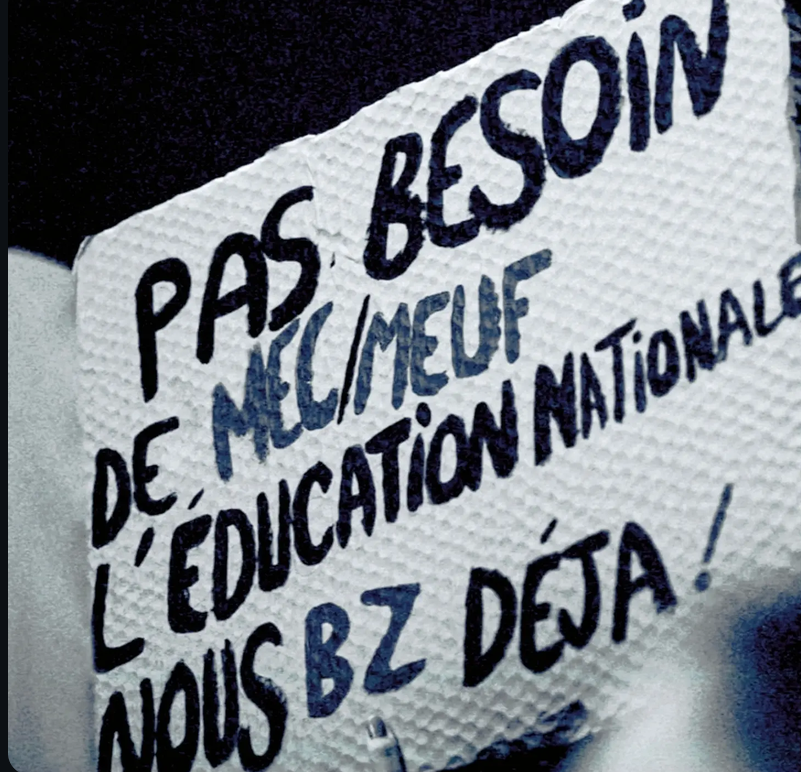 PAS BESOIN
DE MEC/MEUF
L'ÉDUCATION NATIONALE
NOUS BZ DÉJA!